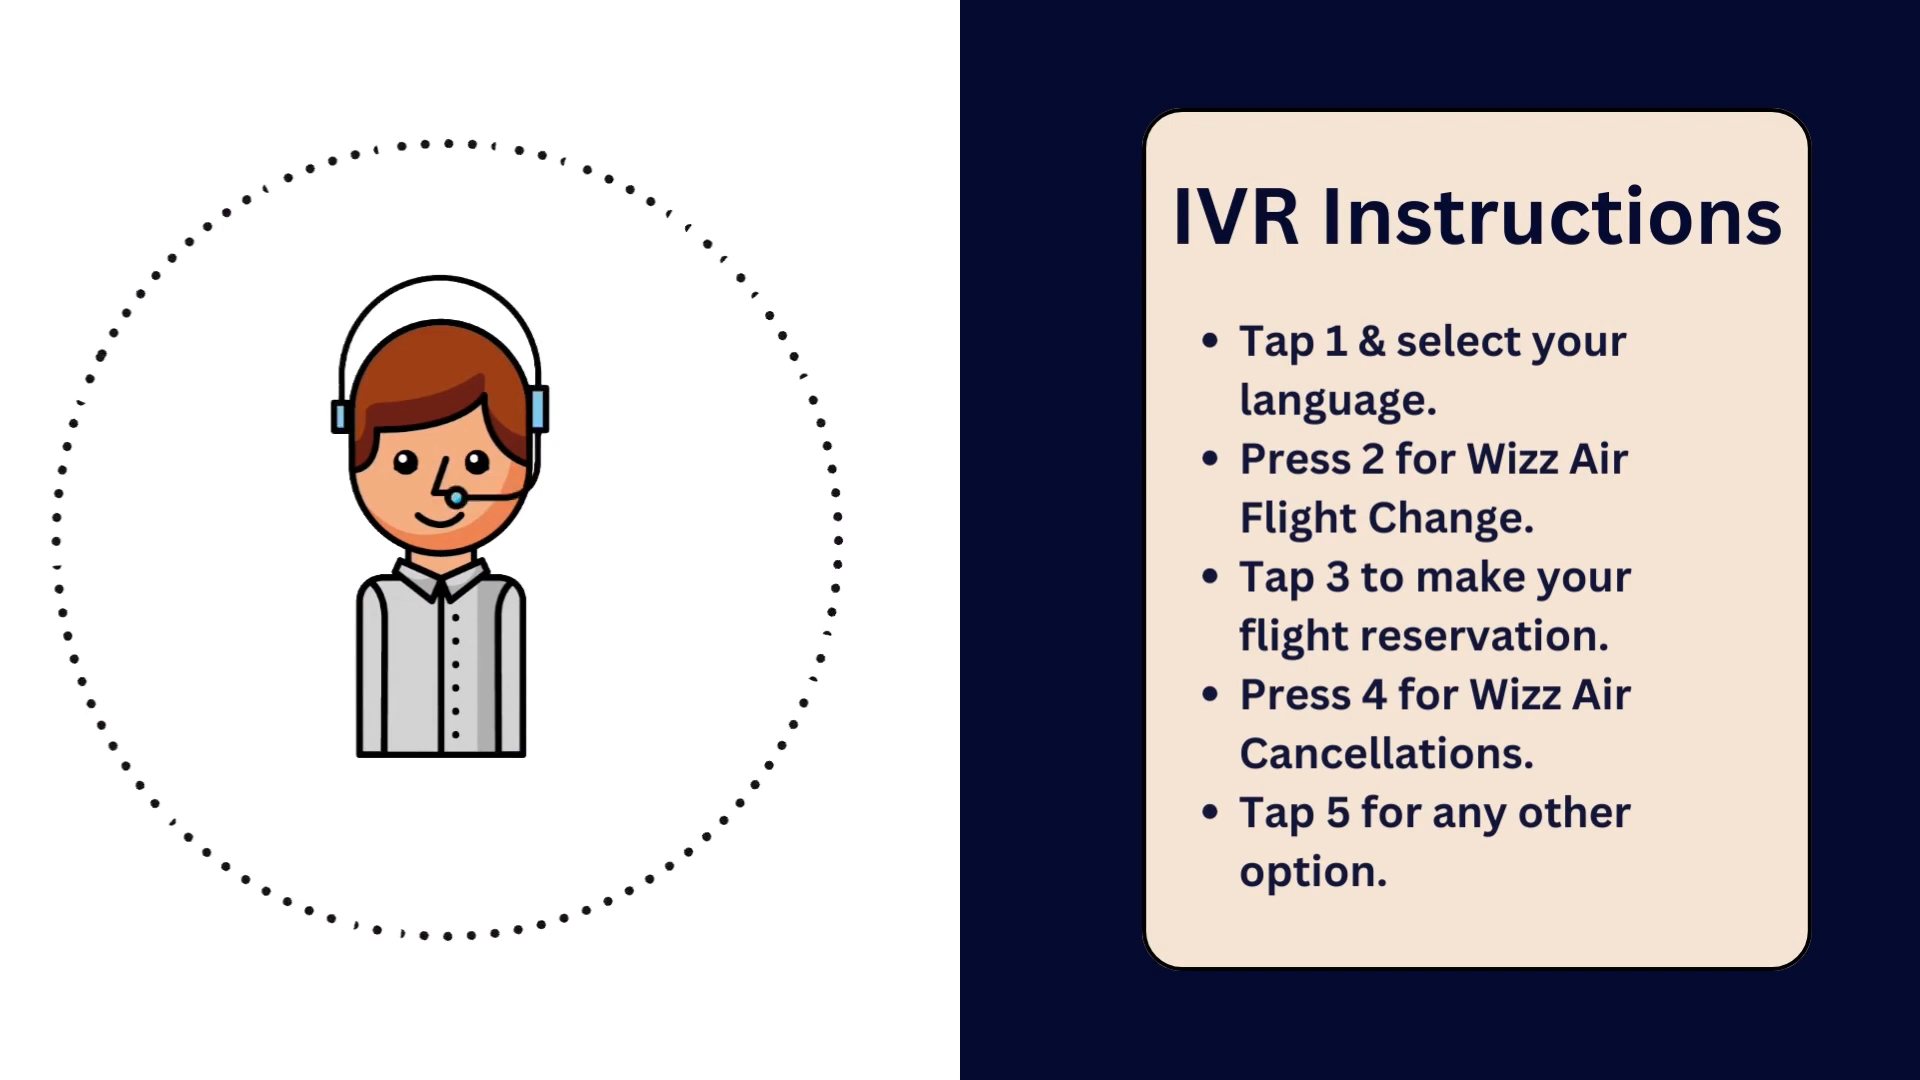 IVR Instructions
• Tap 1 & select your
language.
• Press 2 for Wizz Air
Flight Change.
• Tap 3 to make your
flight reservation.
• Press 4 for Wizz Air
Cancellations.
• Tap 5 for any other
option.